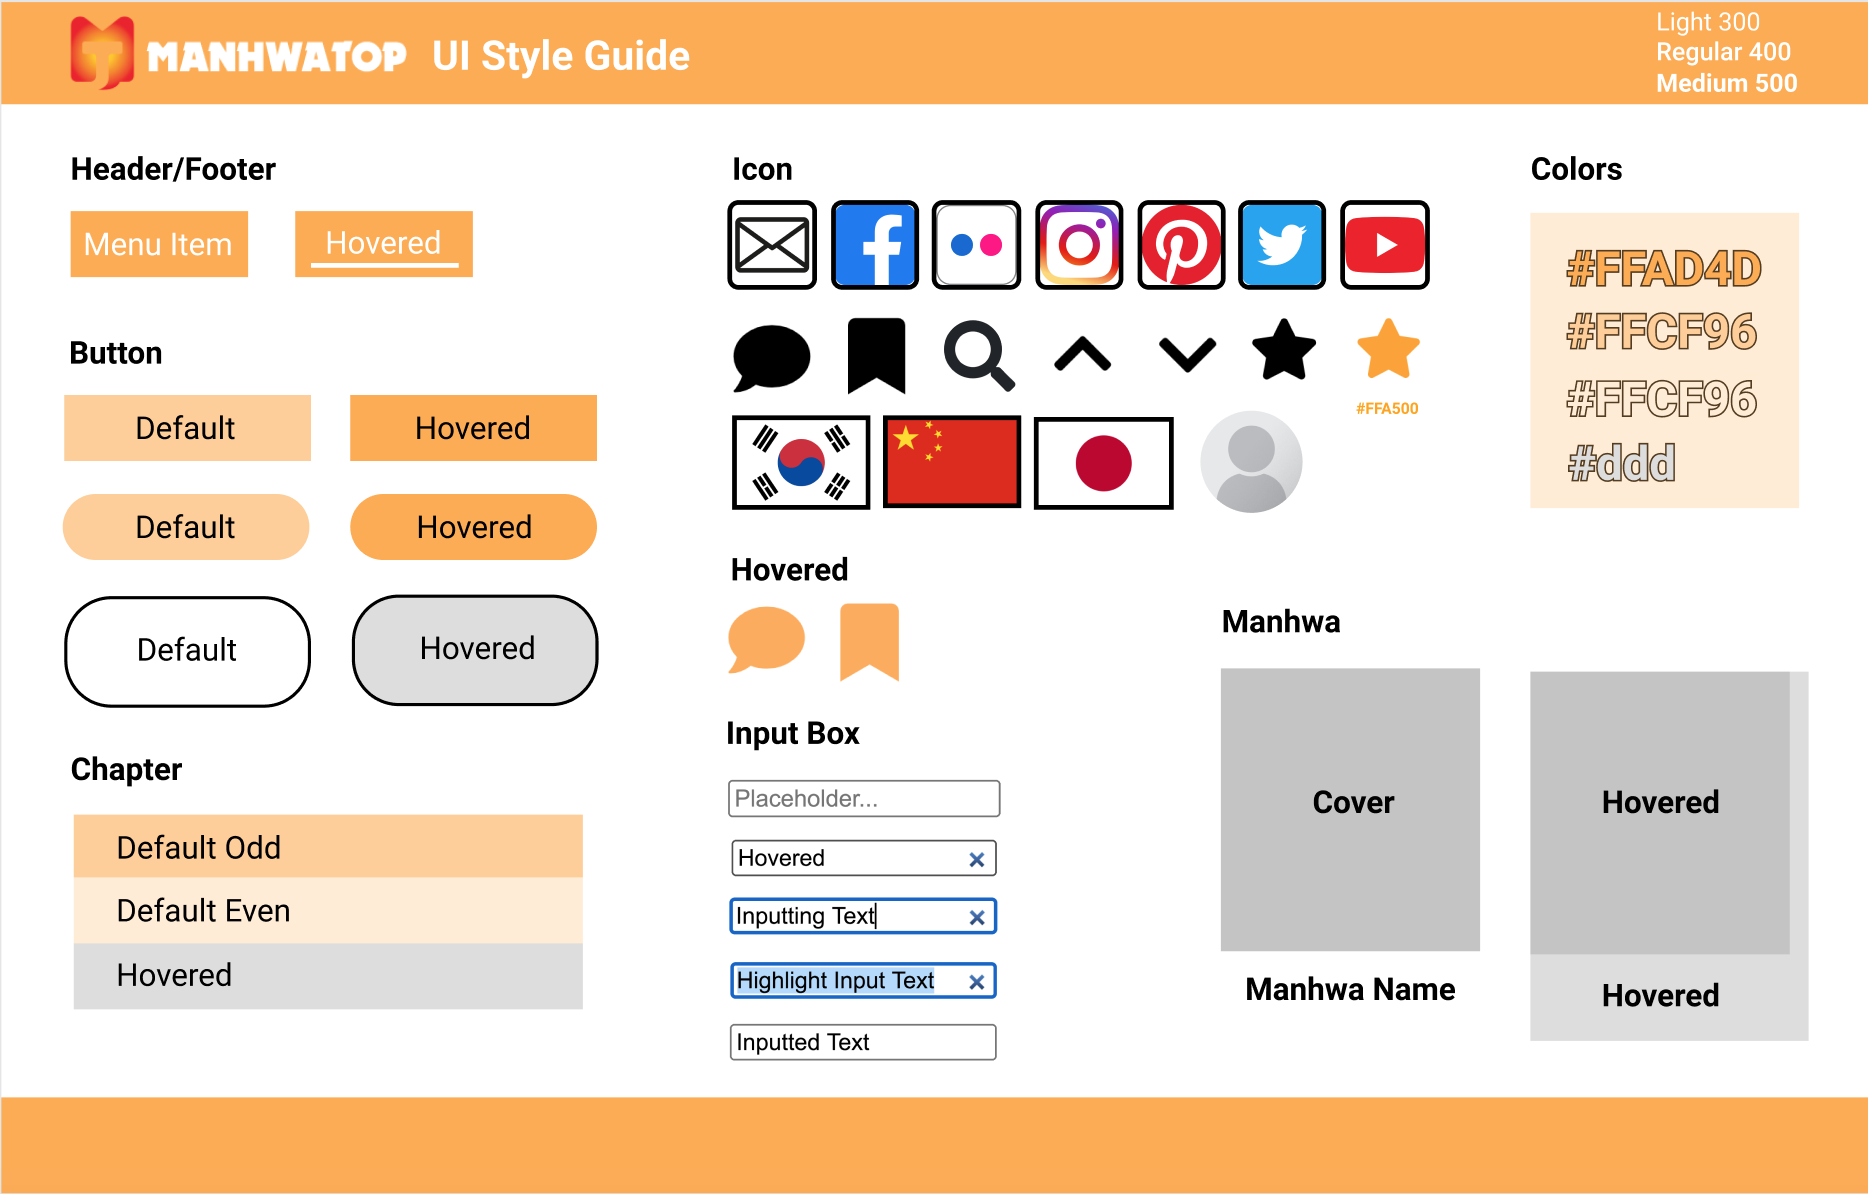 MANHWATOP UI Style Guide
Light 300
Regular 400
Medium 500
Header/Footer
Menu Item
Hovered
Button
Default
Hovered
Default
Hovered
Default
Hovered
Chapter
Default Odd
Default Even
Hovered
Icon
#FFA500
Hovered
Input Box
Placeholder...
Hovered
Inputting Text
Highlight Input Text
Inputted Text
Colors
#FFAD4D
#FFCF96
#FFCF96
#ddd
Manhwa
Cover
Manhwa Name
Hovered
Hovered